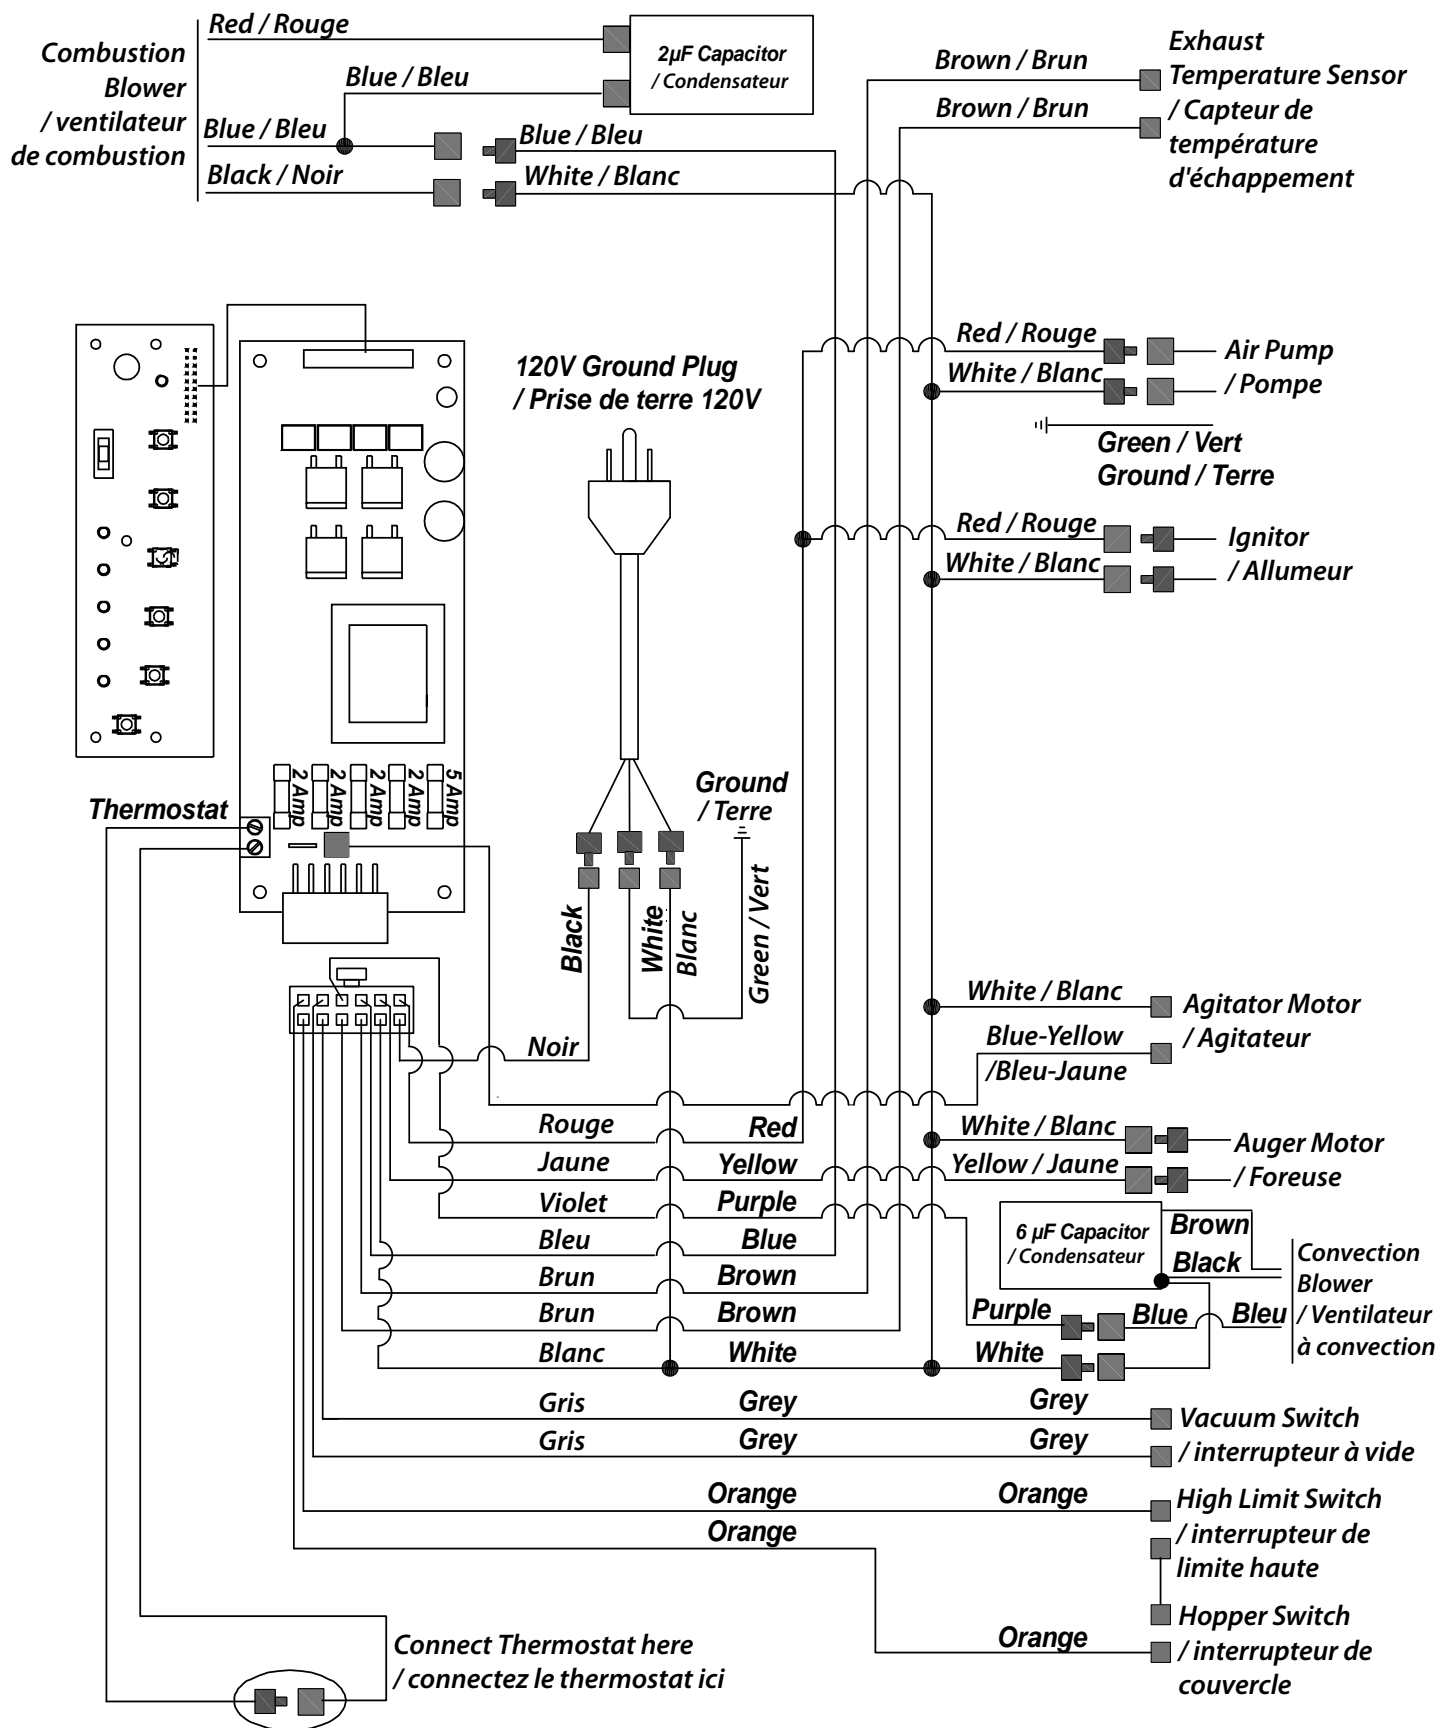 Combustion
Blower
/ ventilateur
de combustion
Red / Rouge
Blue / Bleu
Blue / Bleu
Black / Noir
2µF Capacitor
/ Condensateur
Blue / Bleu
White / Blanc
Brown / Brun
Brown / Brun
Exhaust
Temperature Sensor
/ Capteur de
température
d'échappement
120V Ground Plug
/ Prise de terre 120V
Red / Rouge
White / Blanc
Air Pump
/ Pompe
Green / Vert
Ground / Terre
Red / Rouge
White / Blanc
Ignitor
/ Allumeur
2 Amp
2 Amp
2 Amp
2 Amp
5 Amp
Thermostat
Ground
/ Terre
Black
White
Blanc
Green / Vert
Noir
White / Blanc
Blue-Yellow
/Bleu-Jaune
Agitator Motor
/ Agitateur
Rouge Red
Jaune Yellow
Violet Purple
Bleu Blue
Brun Brown
Brun Brown
Blanc White
White / Blanc
Yellow / Jaune
Auger Motor
/ Foreuse
6 µF Capacitor
/ Condensateur
Brown
Black
Purple
Blue
Bleu
White
Convection
Blower
/ Ventilateur
à convection
Gris Grey Grey
Gris Grey Grey
Vacuum Switch
/ interrupteur à vide
Orange Orange
Orange
High Limit Switch
/ interrupteur de
limite haute
Orange
Hopper Switch
/ interrupteur de
couvercle
Connect Thermostat here
/ connectez le thermostat ici